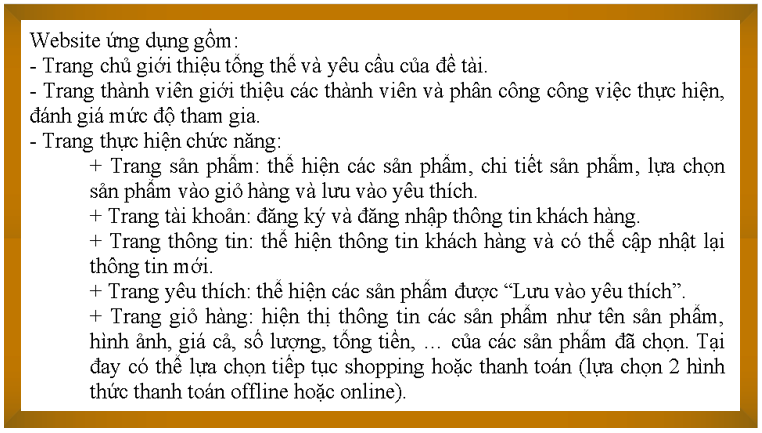 Website ứng dụng gồm:
- Trang chủ giới thiệu tổng thể và yêu cầu của đề tài.
- Trang thành viên giới thiệu các thành viên và phân công công việc thực hiện,
đánh giá mức độ tham gia.
- Trang thực hiện chức năng:
+ Trang sản phẩm: thể hiện các sản phẩm, chi tiết sản phẩm, lựa chọn
sản phẩm vào giỏ hàng và lưu vào yêu thích.
+ Trang tài khoản: đăng ký và đăng nhập thông tin khách hàng.
+ Trang thông tin: thể hiện thông tin khách hàng và có thể cập nhật lại
thông tin mới.
+ Trang yêu thích: thể hiện các sản phẩm được “Lưu vào yêu thích”.
+ Trang giỏ hàng: hiện thị thông tin các sản phẩm như tên sản phẩm,
hình ảnh, giá cả, số lượng, tổng tiền, … của các sản phẩm đã chọn. Tại
đay có thể lựa chọn tiếp tục shopping hoặc thanh toán (lựa chọn 2 hình
thức thanh toán offline hoặc online).